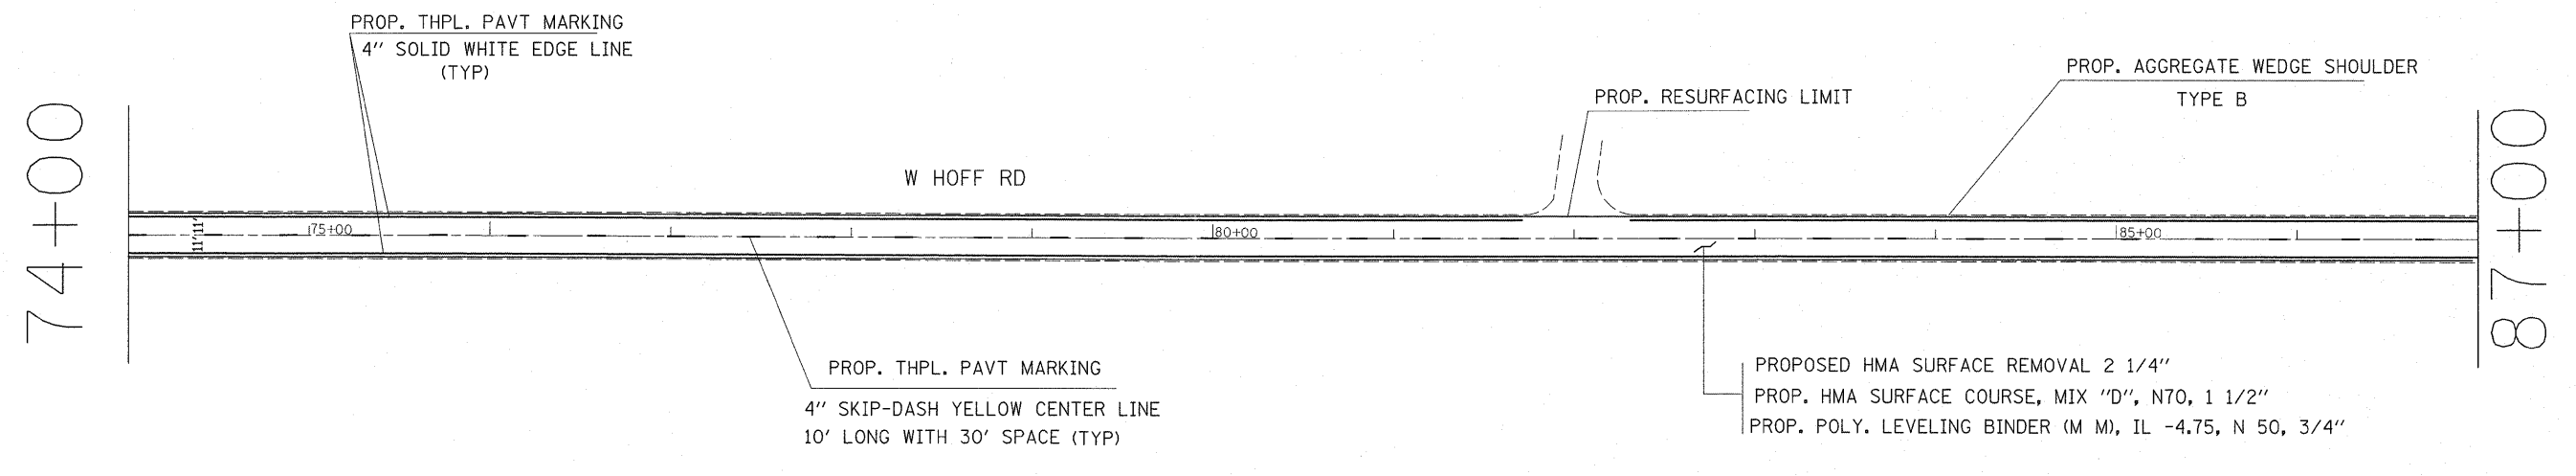 PROP. THPL. PAVT MARKING
4" SOLID WHITE EDGE LINE
(TYP)
PROP. RESURFACING LIMIT
PROP. AGGREGATE WEDGE SHOULDER
TYPE B
74+00
W HOFF RD
87+00
11' 11'
75+00
80+00
85+00
PROP. THPL. PAVT MARKING
4" SKIP-DASH YELLOW CENTER LINE
10' LONG WITH 30' SPACE (TYP)
PROPOSED HMA SURFACE REMOVAL 2 1/4"
PROP. HMA SURFACE COURSE, MIX "D", N70, 1 1/2"
PROP. POLY. LEVELING BINDER (M M), IL -4.75, N 50, 3/4"